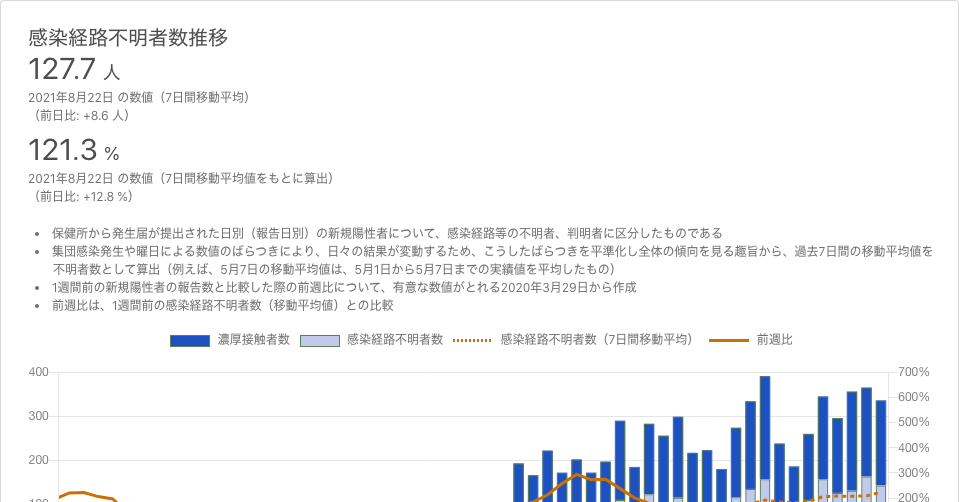 感染経路不明者数推移
127.7 人
2021年8月22日 の数値（7日間移動平均）
（前日比: +8.6 人）
121.3 %
2021年8月22日 の数値（7日間移動平均値をもとに算出）
（前日比: +12.8 %）
• 保健所から発生届が提出された日別（報告日別）の新規陽性者について、感染経路等の不明者、判明者に区分したものである
• 集団感染発生や曜日による数値のばらつきにより、日々の結果が変動するため、こうしたばらつきを平準化し全体の傾向を見る趣旨から、過去7日間の移動平均値を
不明者数として算出（例えば、5月7日の移動平均値は、5月1日から5月7日までの実績値を平均したもの）
• 1週間前の新規陽性者の報告数と比較した際の前週比について、有意な数値がとれる2020年3月29日から作成
• 前週比は、1週間前の感染経路不明者数（移動平均値）との比較
濃厚接触者数 感染経路不明者数 感染経路不明者数（7日間移動平均） 前週比
400 700%
600%
300 500%
400%
200 300%
100 200%